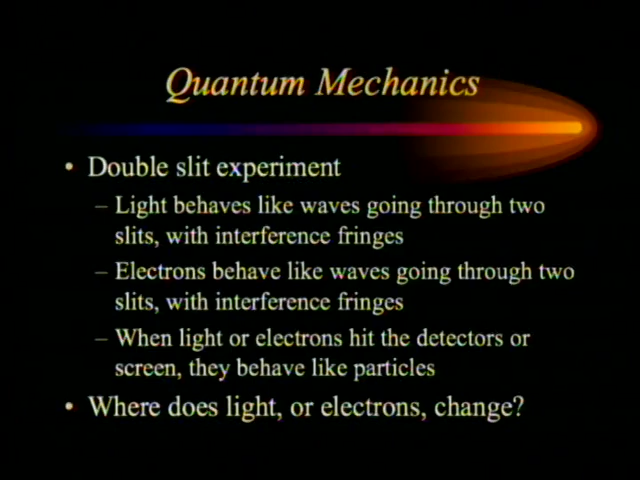 Quantum Mechanics
• Double slit experiment
– Light behaves like waves going through two
slits, with interference fringes
– Electrons behave like waves going through two
slits, with interference fringes
– When light or electrons hit the detectors or
screen, they behave like particles
• Where does light, or electrons, change?